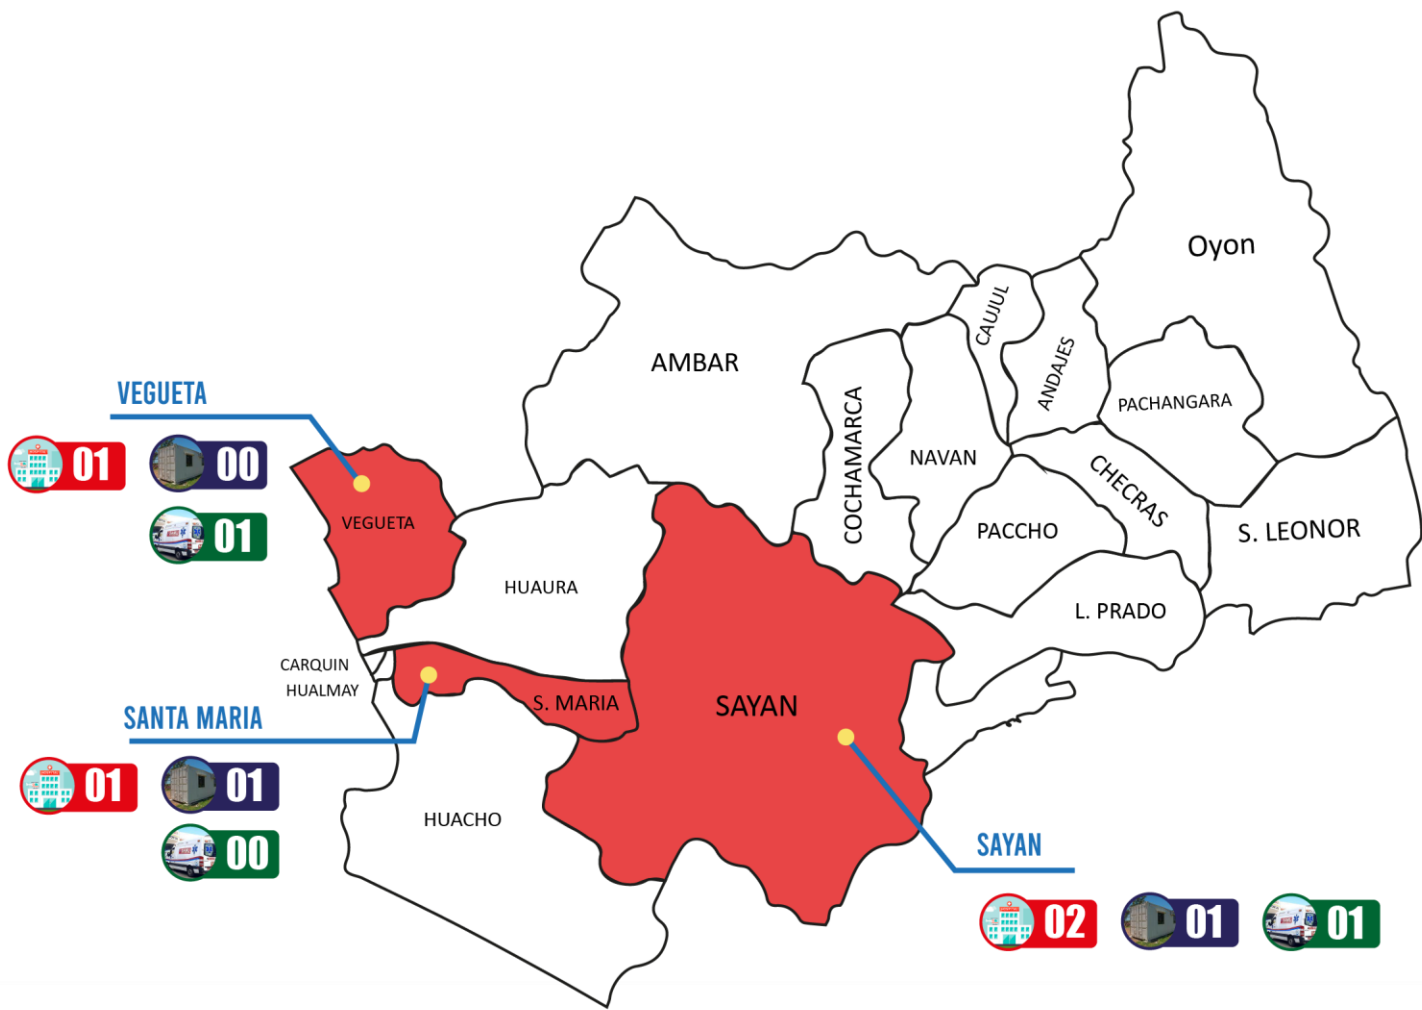 Oyon
CAUJUL
ANDAJES
AMBAR
VEGUETA
PACHANGARA
COCHAMARCA
NAVAN
CHECRAS
01
00
VEGUETA
PACCHO
S. LEONOR
01
HUAURA
L. PRADO
CARQUIN
HUALMAY
S. MARIA
SAYAN
SANTA MARIA
01
01
HUACHO
00
SAYAN
02
01
01